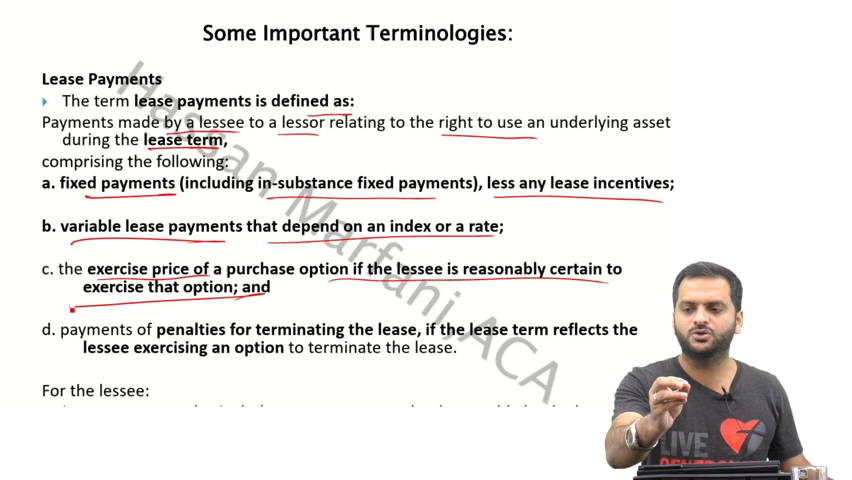 Some Important Terminologies:
Lease Payments
The term lease payments is defined as:
Payments made by a lessee to a lessor relating to the right to use an underlying asset
during the lease term,
comprising the following:
a. fixed payments (including in-substance fixed payments), less any lease incentives;
b. variable lease payments that depend on an index or a rate;
c. the exercise price of a purchase option if the lessee is reasonably certain to
exercise that option; and
d. payments of penalties for terminating the lease, if the lease term reflects the
lessee exercising an option to terminate the lease.
For the lessee:
Hassan Marfani, ACA
LIVE